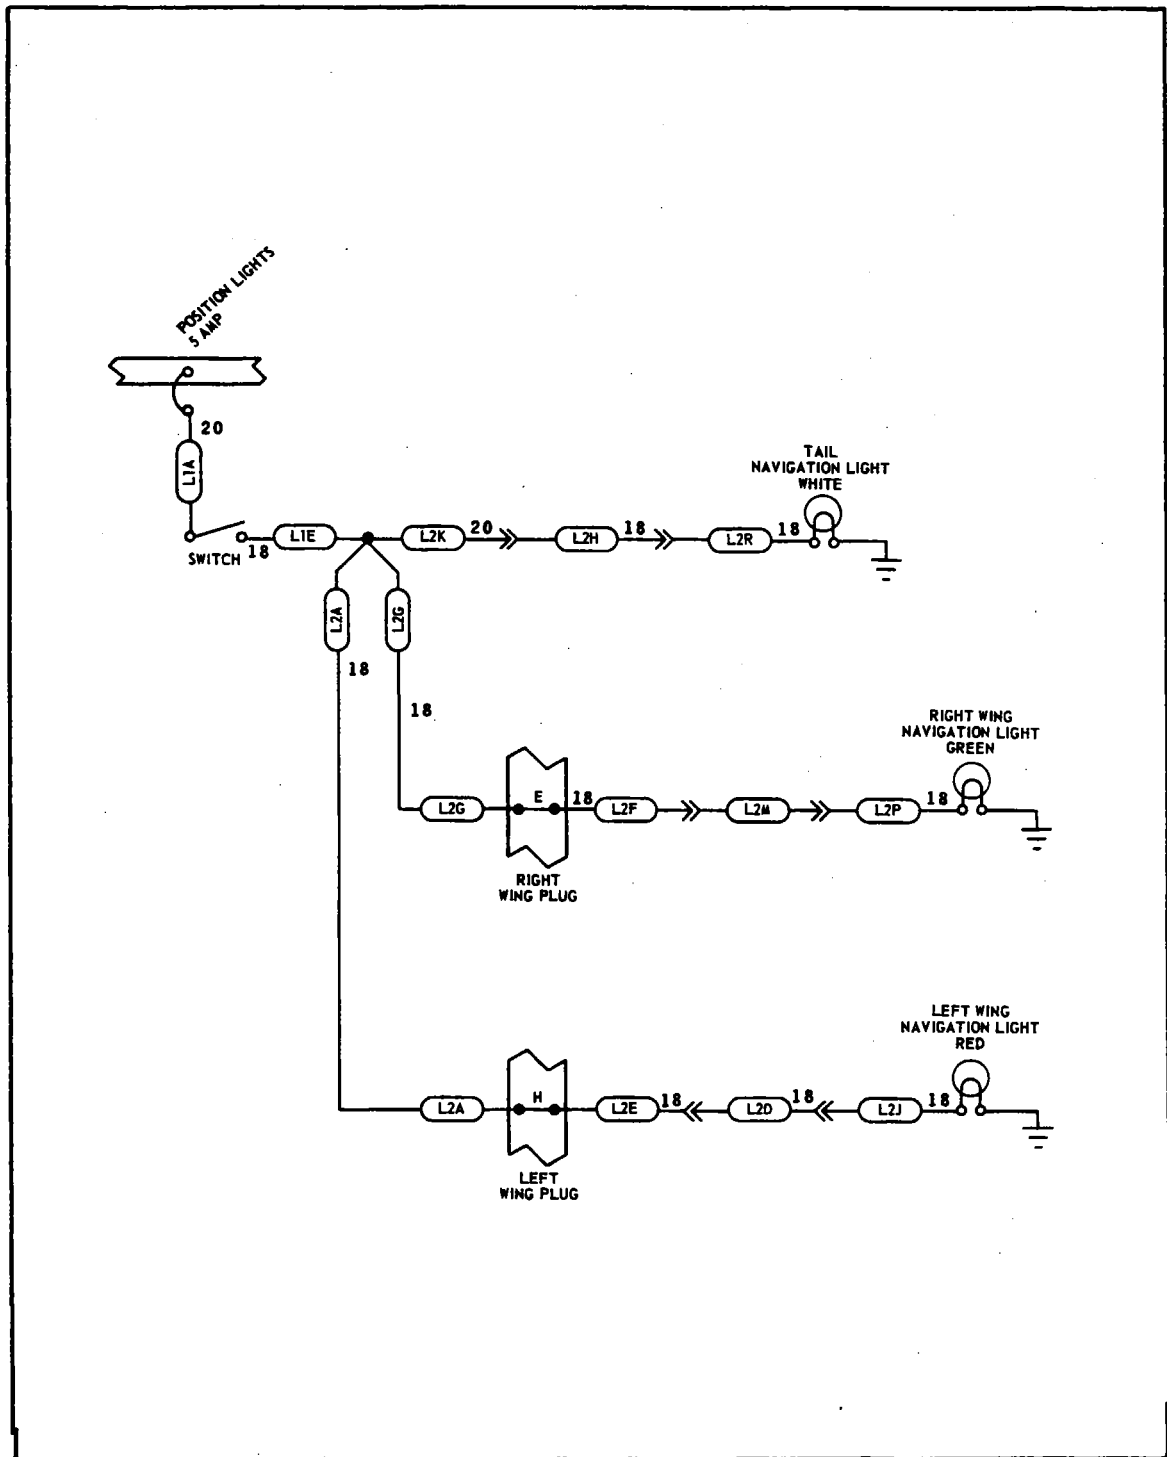 POSITION LIGHTS
5 AMP
20
L1A
SWITCH
18
L1E
L2K
20
L2H
18
L2R
18
TAIL
NAVIGATION LIGHT
WHITE
L2A
18
L2G
18
L2G
E
18
L2F
L2M
L2P
18
RIGHT WING
NAVIGATION LIGHT
GREEN
RIGHT
WING PLUG
L2A
H
L2E
18
L2D
18
L2J
18
LEFT WING
NAVIGATION LIGHT
RED
LEFT
WING PLUG